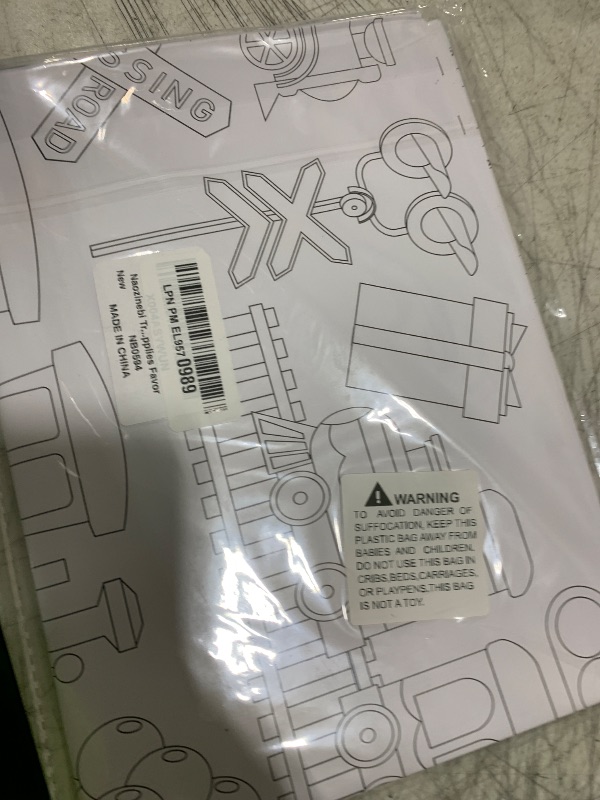 SSING
ROAD
LPN PM EL957 0989
Naozinebi Tr...pplies Favor
New
NB0594
MADE IN CHINA
WARNING
TO AVOID DANGER OF
SUFFOCATION, KEEP THIS
PLASTIC BAG AWAY FROM
BABIES AND CHILDREN.
DO NOT USE THIS BAG IN
CRIBS,BEDS,CARRIAGES,
OR PLAYPENS.THIS BAG
IS NOT A TOY.